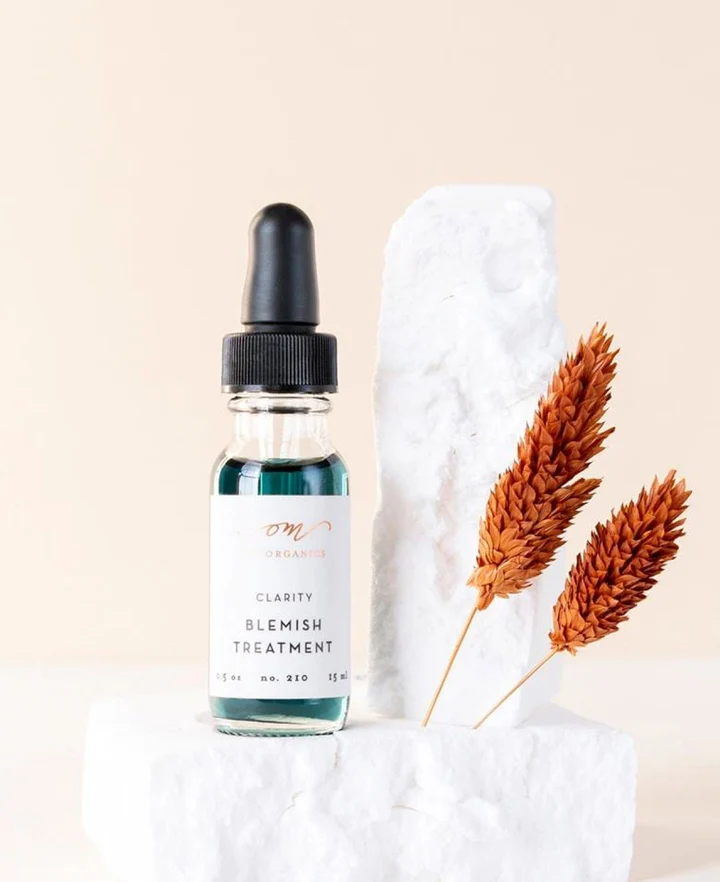 om
ORGANICS
CLARITY
BLEMISH
TREATMENT
0.5 oz no. 210 15 ml